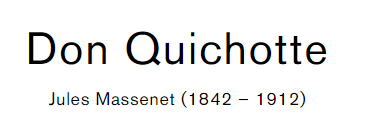 Don Quichotte
Jules Massenet (1842 – 1912)